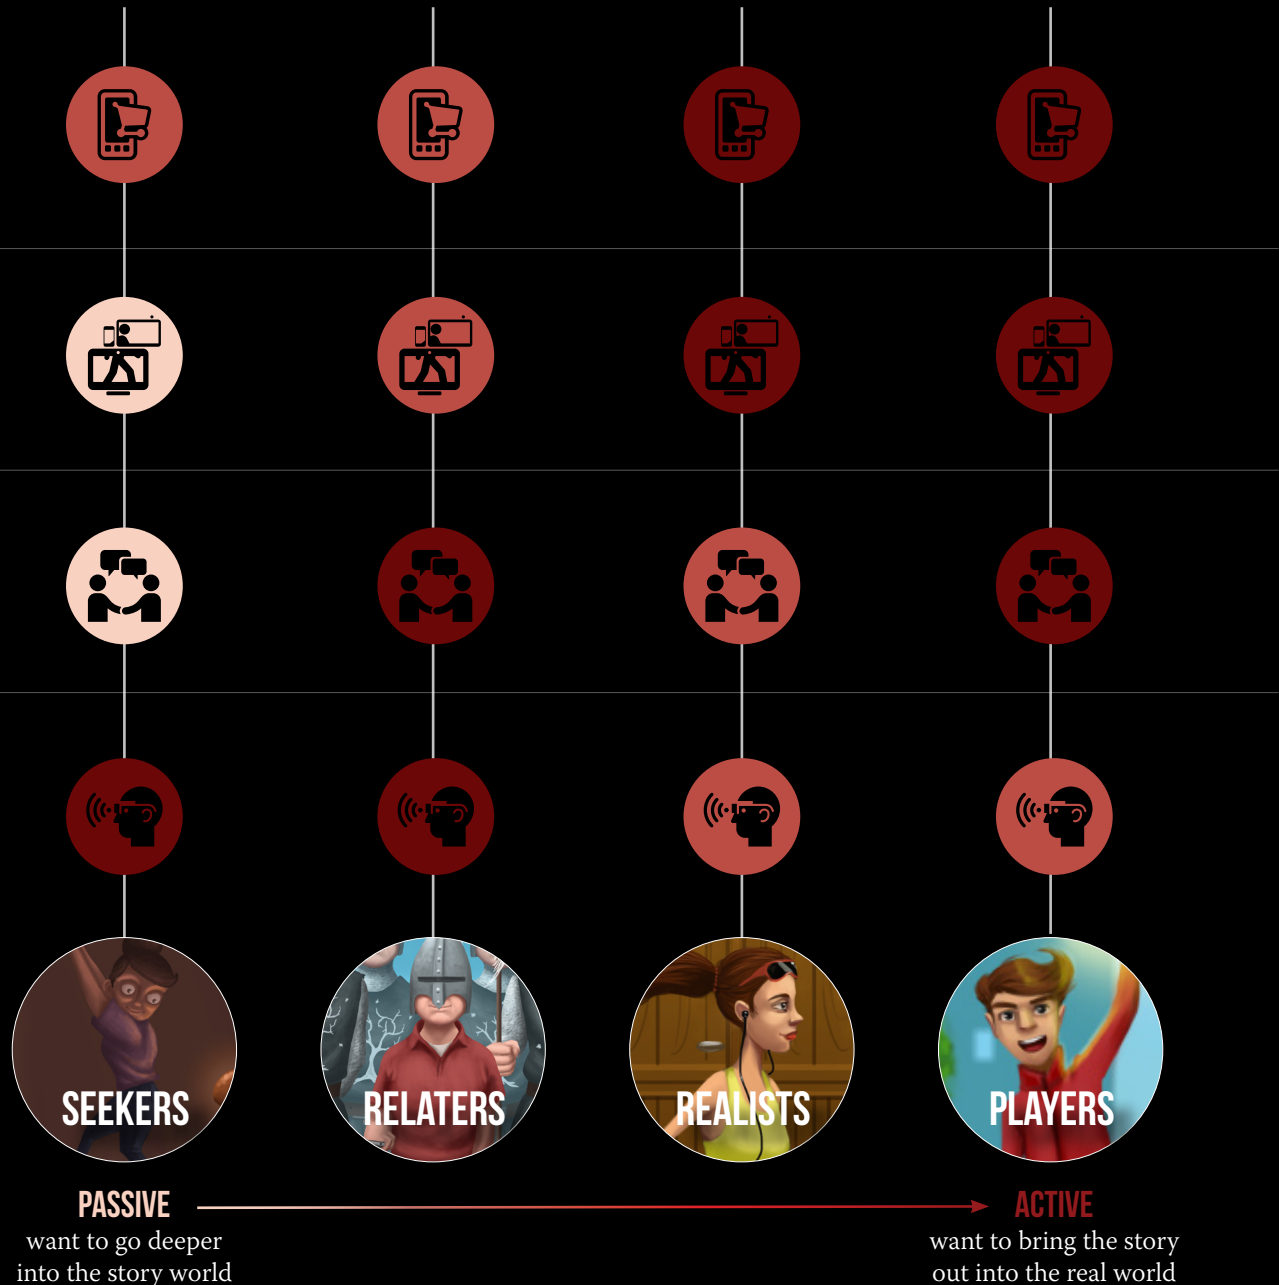 SEEKERS
RELATERS
REALISTS
PLAYERS
PASSIVE
ACTIVE
want to go deeper
into the story world
want to bring the story
out into the real world